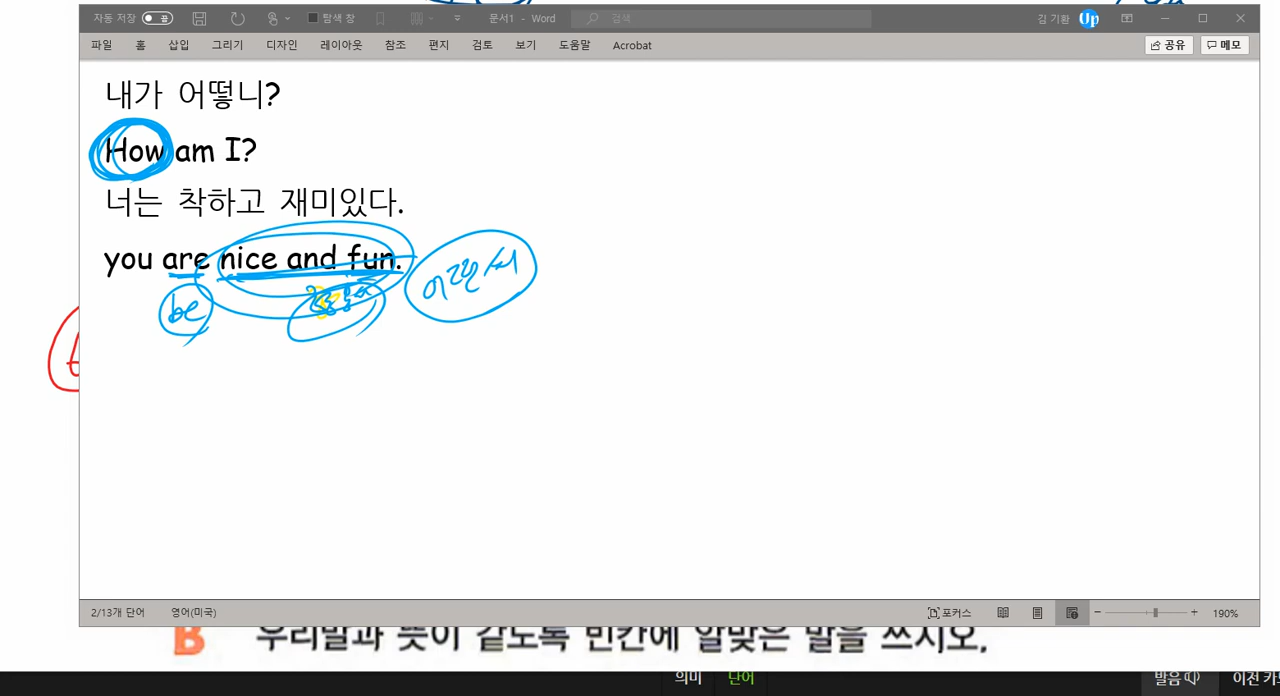 자동 저장 끔 탐색 창 문서1 - Word 검색 김 기환 Up
파일 홈 삽입 그리기 디자인 레이아웃 참조 편지 검토 보기 도움말 Acrobat 공유 메모
내가 어떻니?
How am I?
너는 착하고 재미있다.
you are nice and fun.
be
2/13개 단어 영어(미국) 포커스 190%
B 우리말과 뜻이 같도록 빈칸에 알맞은 말을 쓰시오.
의미 단어 발음 이전 카